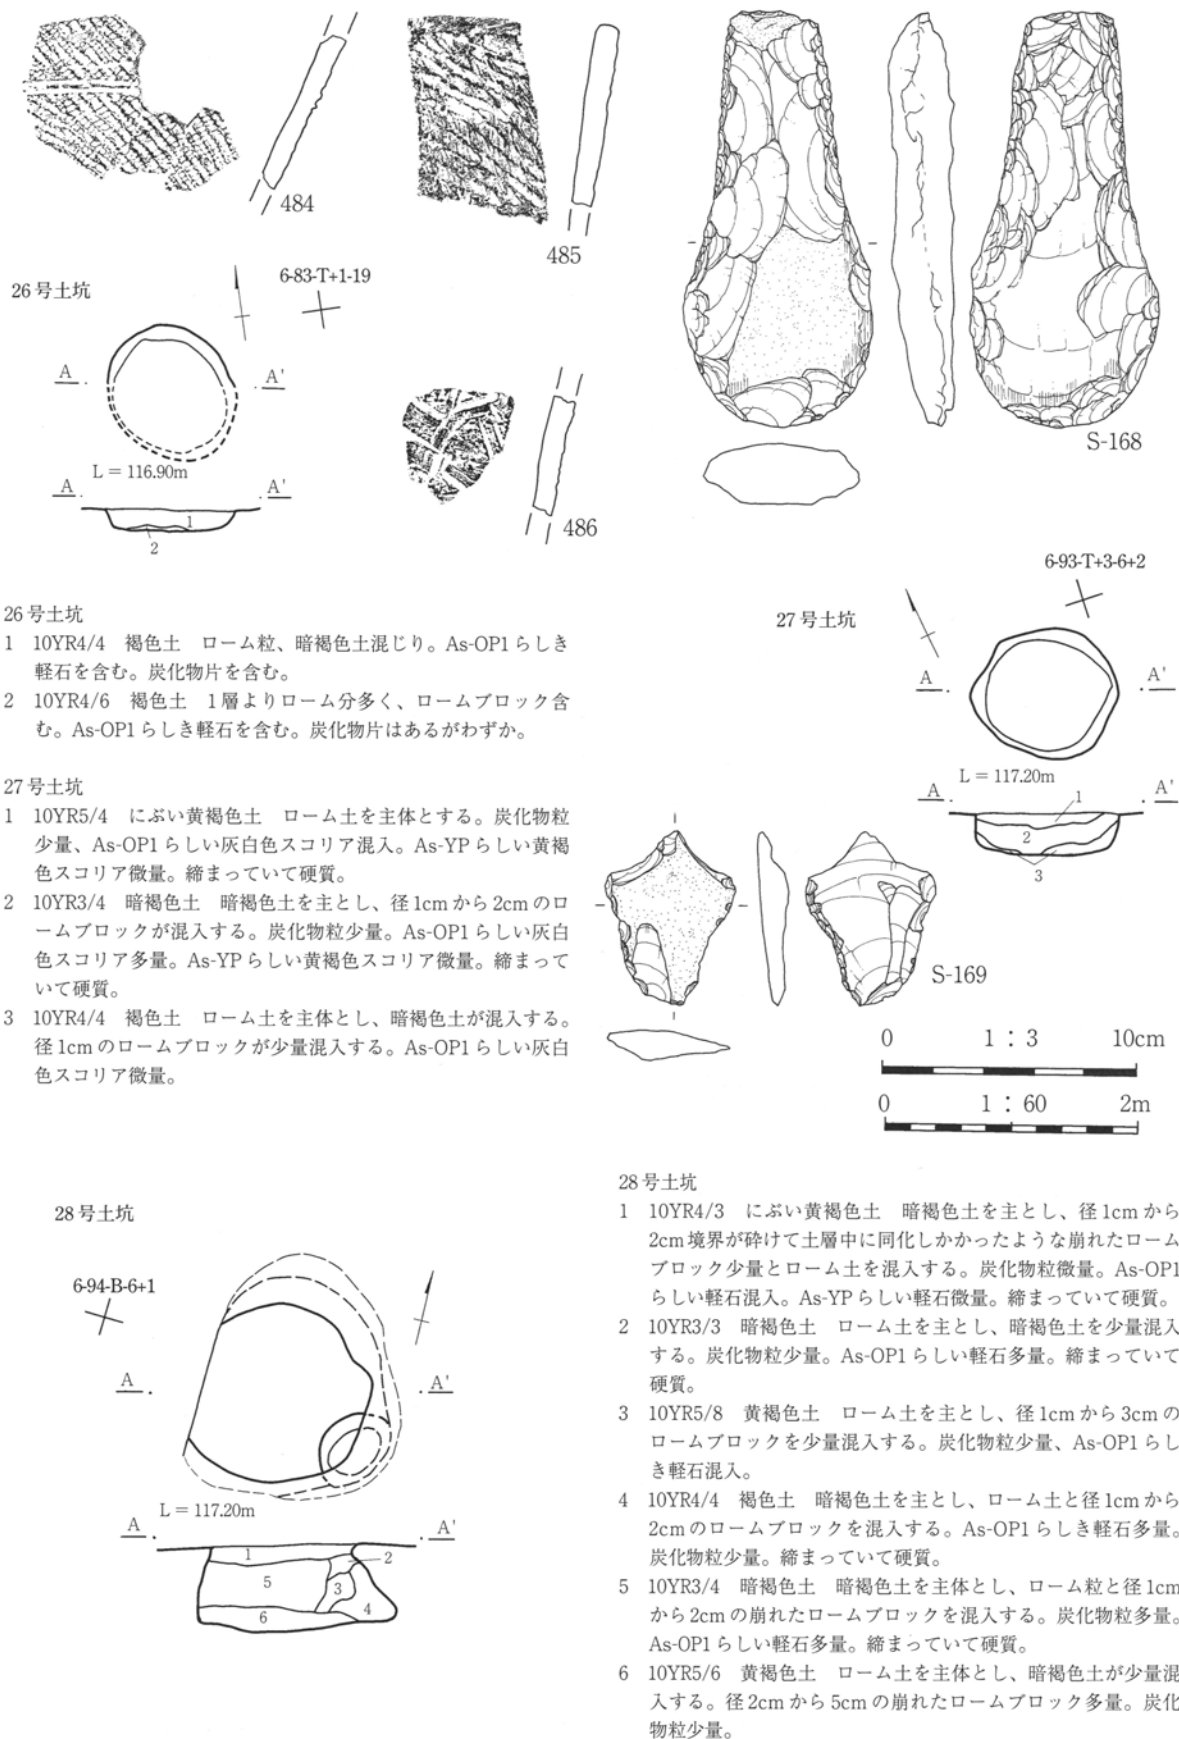 484
485
S-168
26号土坑
6-83-T+1-19
A
A'
L = 116.90m
A
A'
1
2
486
26号土坑
1 10YR4/4 褐色土 ローム粒、暗褐色土混じり。As-OP1らしき
軽石を含む。炭化物片を含む。
2 10YR4/6 褐色土 1層よりローム分多く、ロームブロック含
む。As-OP1らしき軽石を含む。炭化物片はあるがわずか。
27号土坑
1 10YR5/4 にぶい黄褐色土 ローム土を主体とする。炭化物粒
少量、As-OP1らしい灰白色スコリア混入。As-YPらしい黄褐
色スコリア微量。締まっていて硬質。
2 10YR3/4 暗褐色土 暗褐色土を主とし、径1cmから2cmのロ
ームブロックが混入する。炭化物粒少量。As-OP1らしい灰白
色スコリア多量。As-YPらしい黄褐色スコリア微量。締まって
いて硬質。
3 10YR4/4 褐色土 ローム土を主体とし、暗褐色土が混入する。
径1cmのロームブロックが少量混入する。As-OP1らしい灰白
色スコリア微量。
6-93-T+3-6+2
27号土坑
A
A'
L = 117.20m
A
A'
1
2
3
S-169
0 1:3 10cm
0 1:60 2m
28号土坑
6-94-B-6+1
A
A'
L = 117.20m
A
A'
1
2
5
3
4
6
28号土坑
1 10YR4/3 にぶい黄褐色土 暗褐色土を主とし、径1cmから
2cm境界が砕けて土層中に同化しかかったような崩れたローム
ブロック少量とローム土を混入する。炭化物粒微量。As-OP1
らしい軽石混入。As-YPらしい軽石微量。締まっていて硬質。
2 10YR3/3 暗褐色土 ローム土を主とし、暗褐色土を少量混入
する。炭化物粒少量。As-OP1らしい軽石多量。締まっていて
硬質。
3 10YR5/8 黄褐色土 ローム土を主とし、径1cmから3cmの
ロームブロックを少量混入する。炭化物粒少量、As-OP1らし
き軽石混入。
4 10YR4/4 褐色土 暗褐色土を主とし、ローム土と径1cmから
2cmのロームブロックを混入する。As-OP1らしき軽石多量。
炭化物粒少量。締まっていて硬質。
5 10YR3/4 暗褐色土 暗褐色土を主体とし、ローム粒と径1cm
から2cmの崩れたロームブロックを混入する。炭化物粒多量。
As-OP1らしい軽石多量。締まっていて硬質。
6 10YR5/6 黄褐色土 ローム土を主体とし、暗褐色土が少量混
入する。径2cmから5cmの崩れたロームブロック多量。炭化
物粒少量。